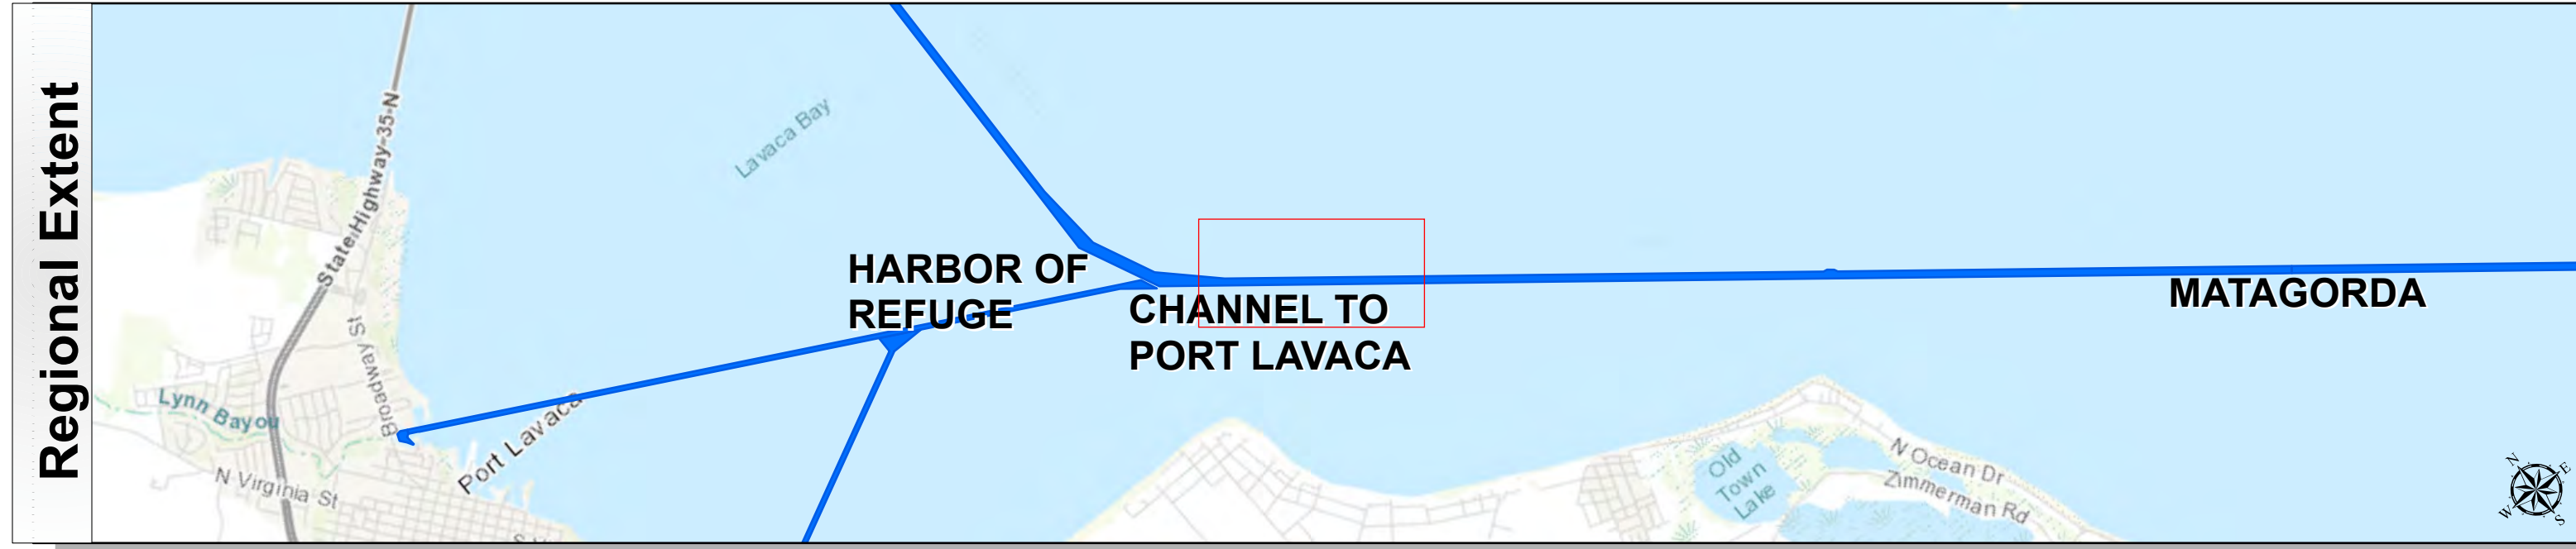 Regional Extent
State Highway-35-N
Lavaca Bay
HARBOR OF
REFUGE
CHANNEL TO
PORT LAVACA
MATAGORDA
Broadway St
Lynn Bayou
Port Lavaca
N Virginia St
Old
Town
Lake
N Ocean Dr
Zimmerman Rd
N
E
W
S